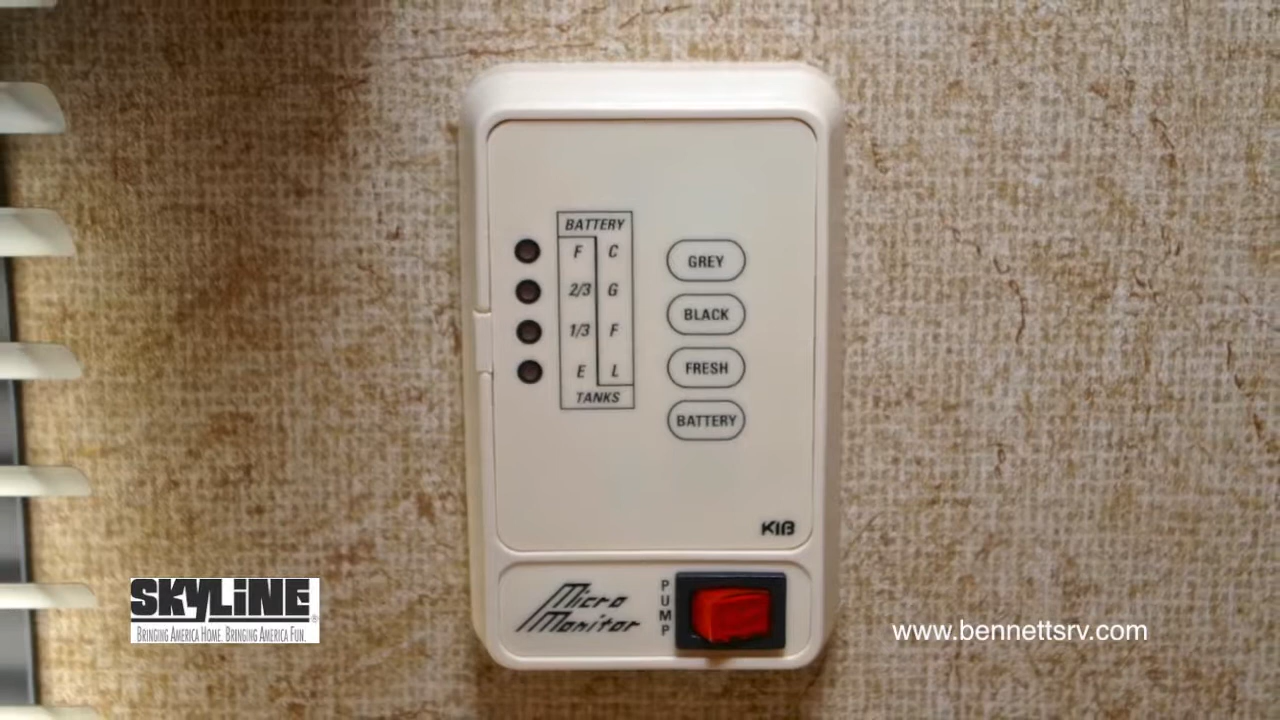 BATTERY
F C
2/3 G
1/3 F
E L
TANKS
GREY
BLACK
FRESH
BATTERY
KIB
Micro
Monitor
PUMP
SKYLINE®
BRINGING AMERICA HOME. BRINGING AMERICA FUN.
www.bennettsrv.com